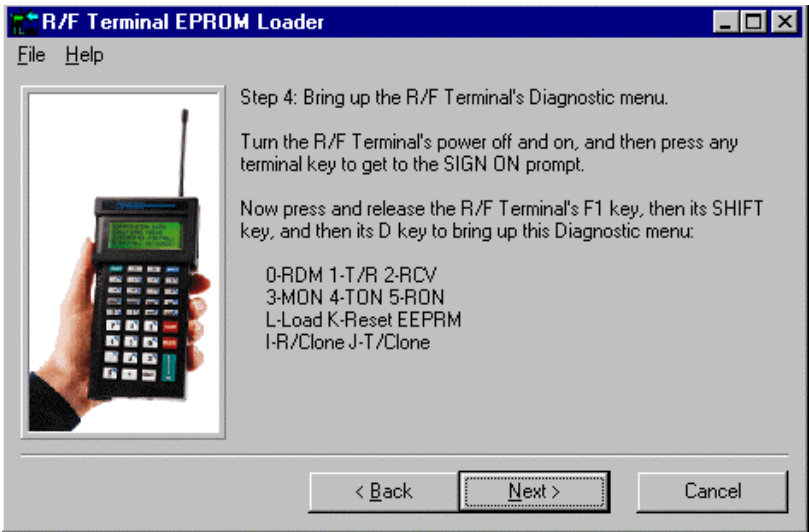 R/F Terminal EPROM Loader
File Help
Step 4: Bring up the R/F Terminal's Diagnostic menu.
Turn the R/F Terminal's power off and on, and then press any
terminal key to get to the SIGN ON prompt.
Now press and release the R/F Terminal's F1 key, then its SHIFT
key, and then its D key to bring up this Diagnostic menu:
0-RDM 1-T/R 2-RCV
3-MON 4-TON 5-RON
L-Load K-Reset EEPRM
I-R/Clone J-T/Clone
< Back Next > Cancel